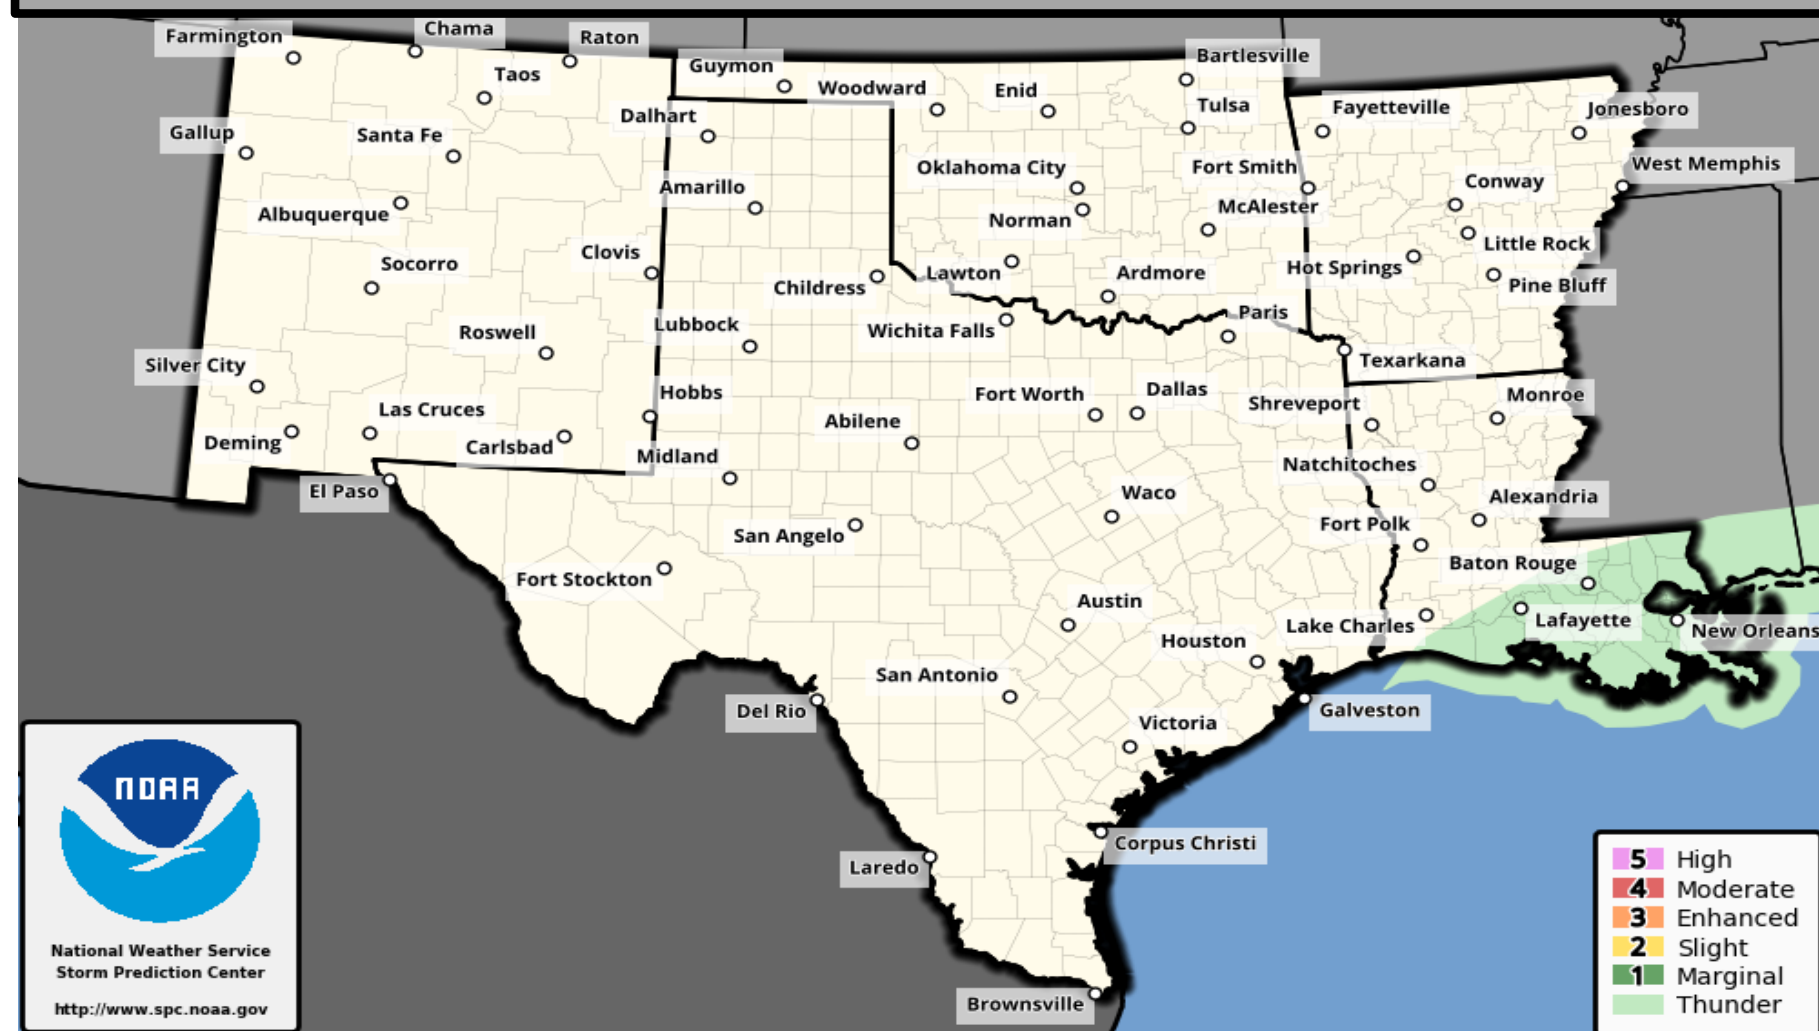 Farmington
Chama
Raton
Guymon
Bartlesville
Taos
Woodward
Enid
Dalhart
Tulsa
Fayetteville
Jonesboro
Gallup
Santa Fe
Oklahoma City
Fort Smith
West Memphis
Amarillo
Conway
Albuquerque
Norman
McAlester
Socorro
Clovis
Little Rock
Childress
Lawton
Ardmore
Hot Springs
Pine Bluff
Roswell
Lubbock
Wichita Falls
Paris
Silver City
Texarkana
Hobbs
Fort Worth
Dallas
Shreveport
Monroe
Las Cruces
Abilene
Deming
Carlsbad
Midland
Natchitoches
El Paso
Waco
Alexandria
San Angelo
Fort Polk
Fort Stockton
Baton Rouge
Austin
Lake Charles
Lafayette
New Orleans
Houston
San Antonio
Del Rio
Victoria
Galveston
Corpus Christi
Laredo
Brownsville
NOAA
National Weather Service
Storm Prediction Center
http://www.spc.noaa.gov
5 High
4 Moderate
3 Enhanced
2 Slight
1 Marginal
Thunder